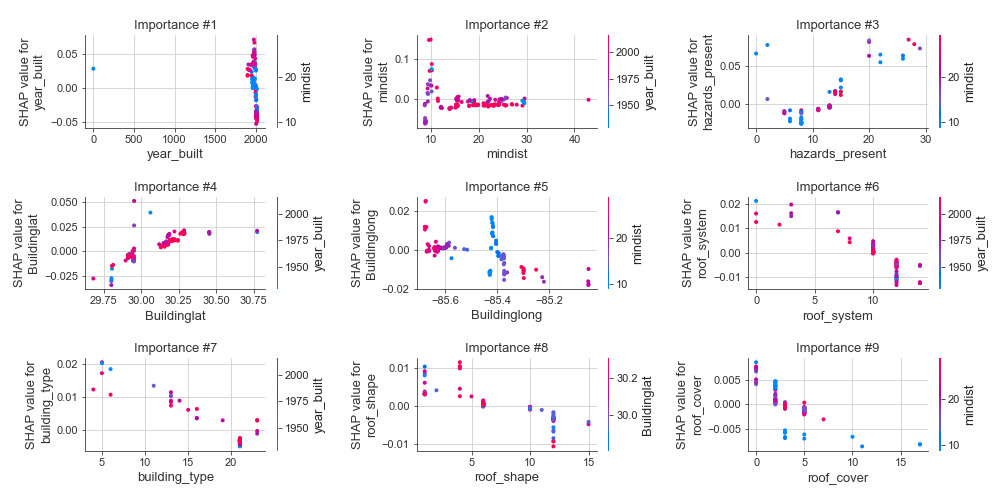 Importance #1
SHAP value for
year_built
0.05
0.00
−0.05
0
500
1000
1500
2000
year_built
20
10
mindist
Importance #2
SHAP value for
mindist
0.1
0.0
10
20
30
40
mindist
2000
1975
1950
year_built
Importance #3
SHAP value for
hazards_present
0.05
0.00
0
10
20
30
hazards_present
20
10
mindist
Importance #4
SHAP value for
Buildinglat
0.050
0.025
0.000
−0.025
29.75
30.00
30.25
30.50
30.75
Buildinglat
2000
1975
1950
year_built
Importance #5
SHAP value for
Buildinglong
0.02
0.00
−0.02
−85.6
−85.4
−85.2
Buildinglong
20
10
mindist
Importance #6
SHAP value for
roof_system
0.02
0.01
0.00
−0.01
0
5
10
roof_system
2000
1975
1950
year_built
Importance #7
SHAP value for
building_type
0.02
0.01
0.00
5
10
15
20
building_type
2000
1975
1950
year_built
Importance #8
SHAP value for
roof_shape
0.01
0.00
−0.01
5
10
15
roof_shape
30.2
30.0
Buildinglat
Importance #9
SHAP value for
roof_cover
0.005
0.000
−0.005
0
5
10
15
roof_cover
20
10
mindist